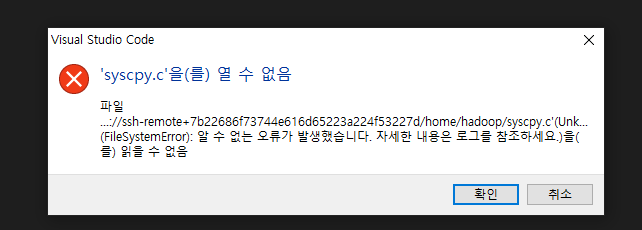 Visual Studio Code
'syscpy.c'을(를) 열 수 없음
파일
...://ssh-remote+7b22686f73744e616d65223a224f53227d/home/hadoop/syscpy.c'(Unk...
(FileSystemError): 알 수 없는 오류가 발생했습니다. 자세한 내용은 로그를 참조하세요.)을(
를) 읽을 수 없음
확인
취소